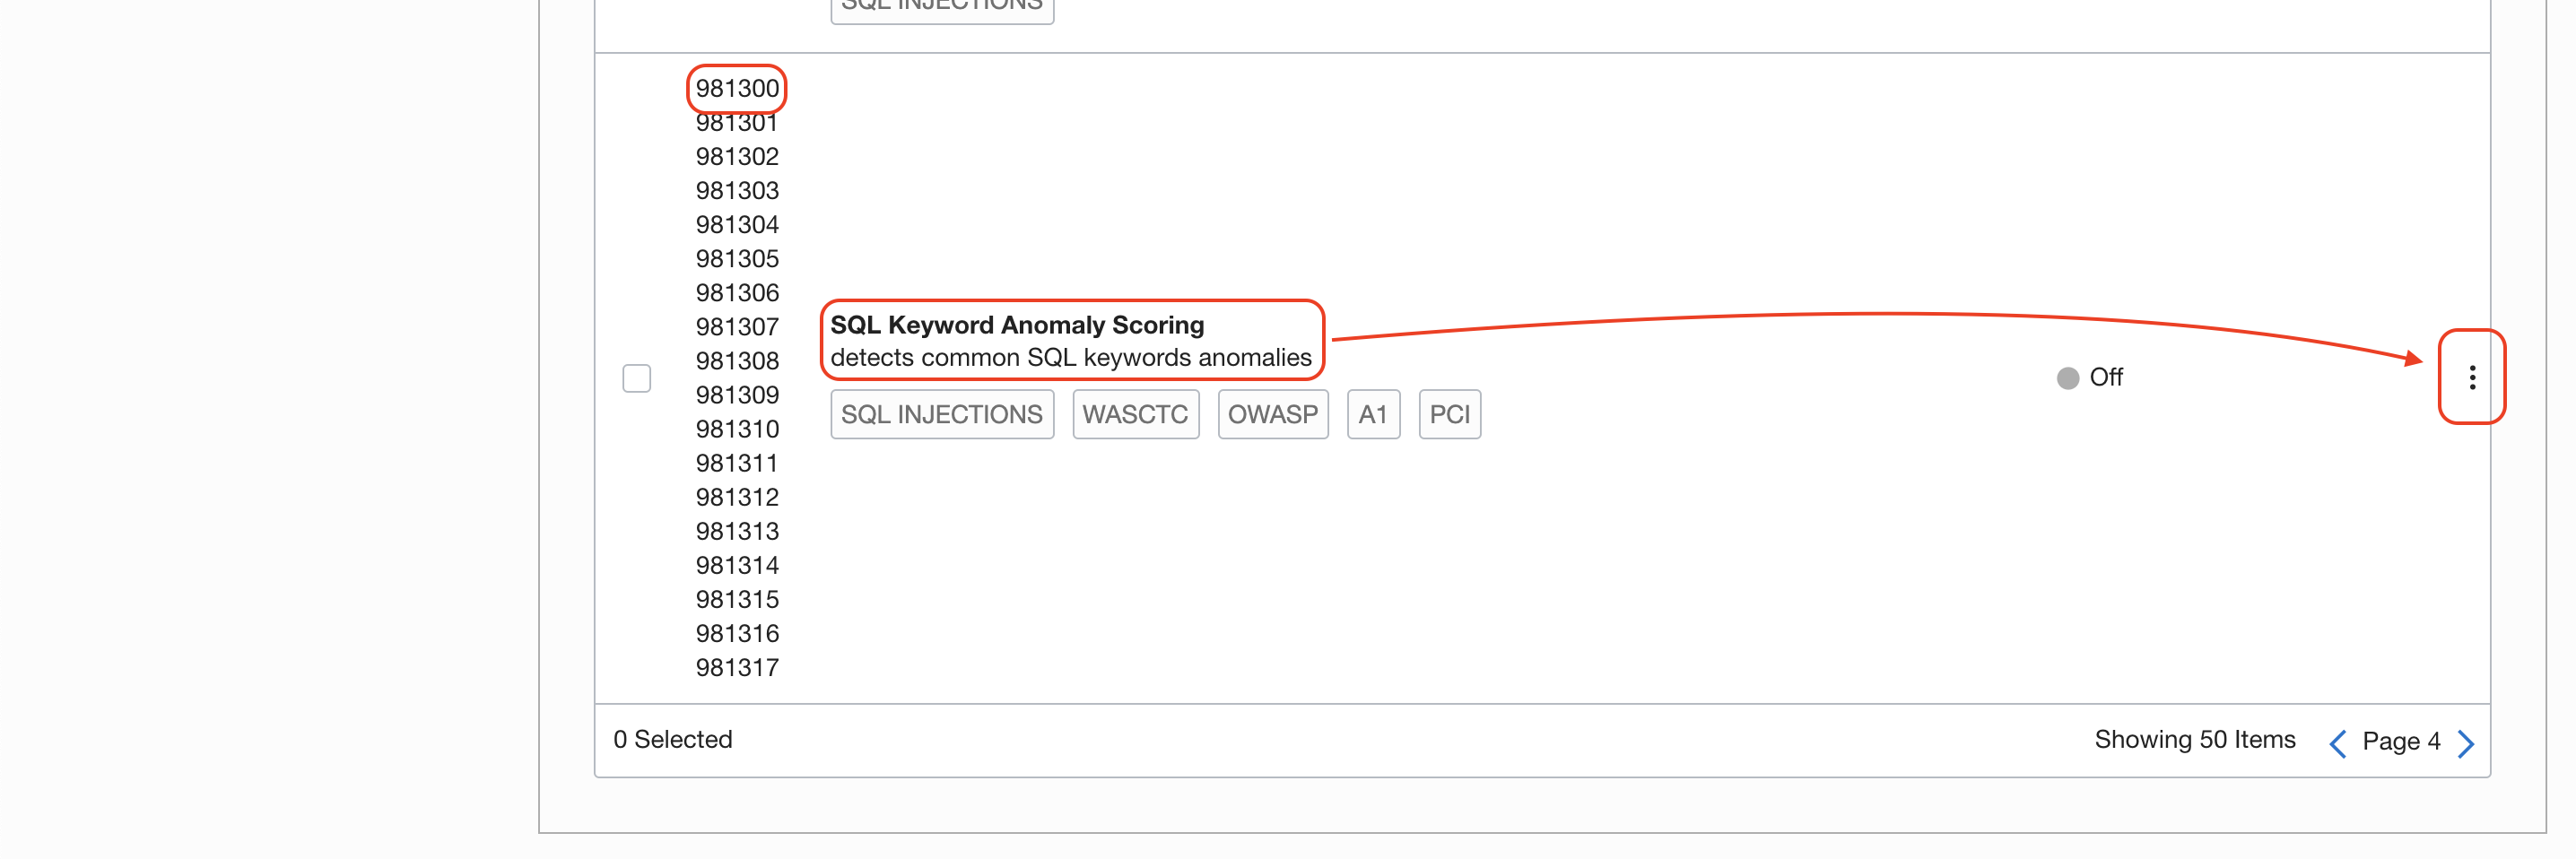 SQL INJECTIONS
981300
981301
981302
981303
981304
981305
981306
981307
981308
981309
981310
981311
981312
981313
981314
981315
981316
981317
SQL Keyword Anomaly Scoring
detects common SQL keywords anomalies
SQL INJECTIONS WASCTC OWASP A1 PCI
Off
0 Selected
Showing 50 Items Page 4